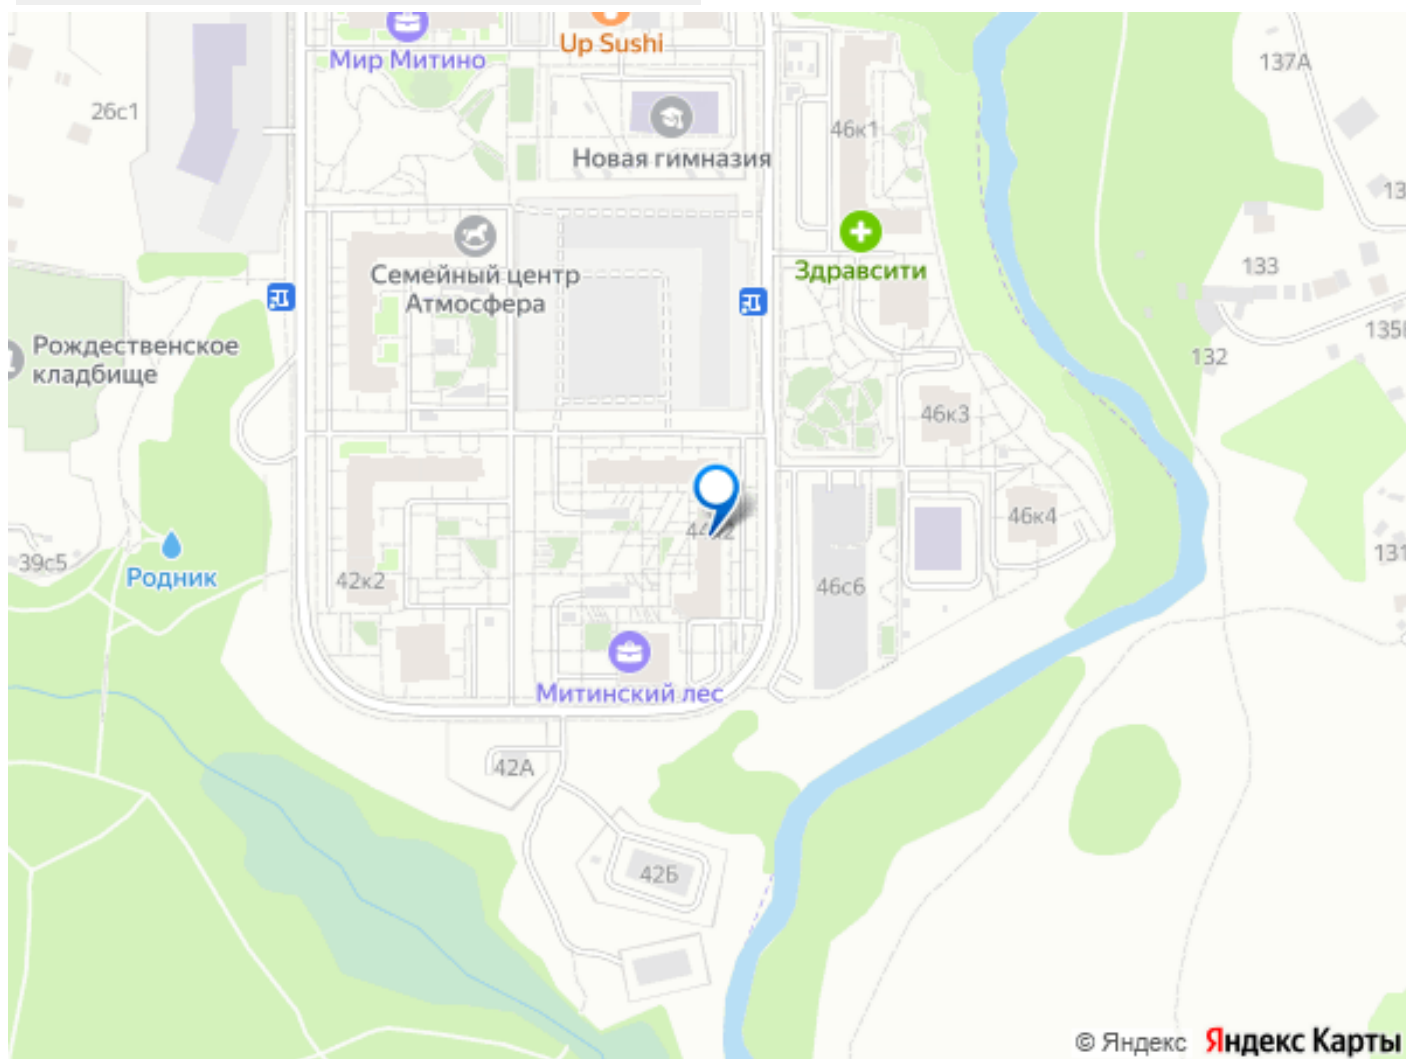 Up Sushi
Мир Митино
137А
26с1
46к1
Новая гимназия
13
Здравсити
133
Семейный центр
Атмосфера
135
Рождественское
кладбище
132
46к3
46к4
39с5
Родник
42к2
46с6
131
Митинский лес
42А
42Б
© Яндекс Яндекс Карты